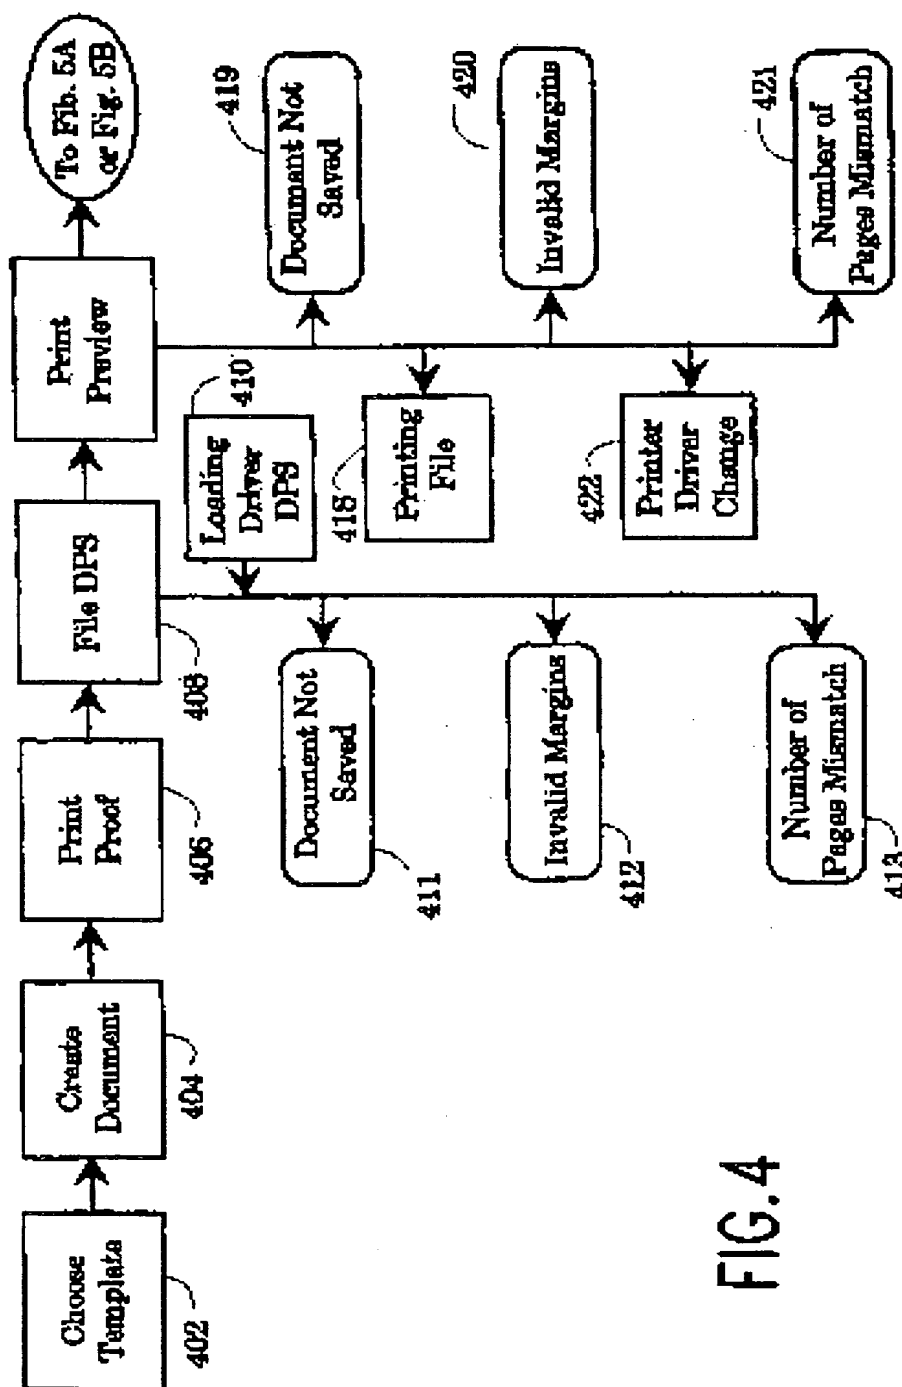 Choose
Template
402
Create
Document
404
Print
Proof
406
File DPS
408
Print
Preview
To Fib. 5A
or Fig. 5B
Loading
Driver
DPS
410
Document Not
Saved
411
Invalid Margins
412
Number of
Pages Mismatch
413
Printing
File
418
Document Not
Saved
419
Invalid Margins
420
Number of
Pages Mismatch
421
Printer
Driver
Change
422
FIG.4